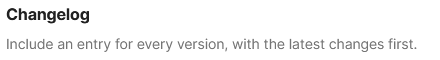 Changelog
Include an entry for every version, with the latest changes first.